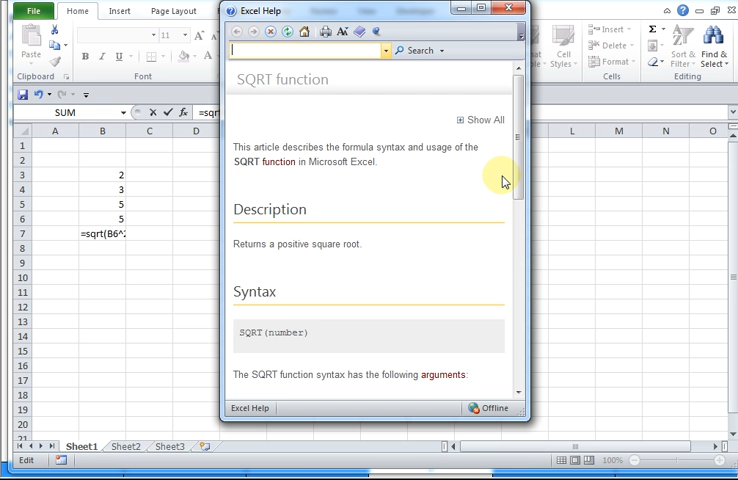 File Home Insert Page Layout
Excel Help
Paste
11
Insert
Delete
Format
Cell Styles
Sort & Filter
Find & Select
Search
Clipboard Font Cells Editing
SQRT function
Show All
SUM =sqrt
A B C D L M N O
1
2
3 2
4 3
5 5
6 5
7 =sqrt(B6^2
8
9
10
11
12
13
14
15
16
17
18
19
20
21
This article describes the formula syntax and usage of the
SQRT function in Microsoft Excel.
Description
Returns a positive square root.
Syntax
SQRT(number)
The SQRT function syntax has the following arguments:
Excel Help Offline
Sheet1 Sheet2 Sheet3
Edit 100%